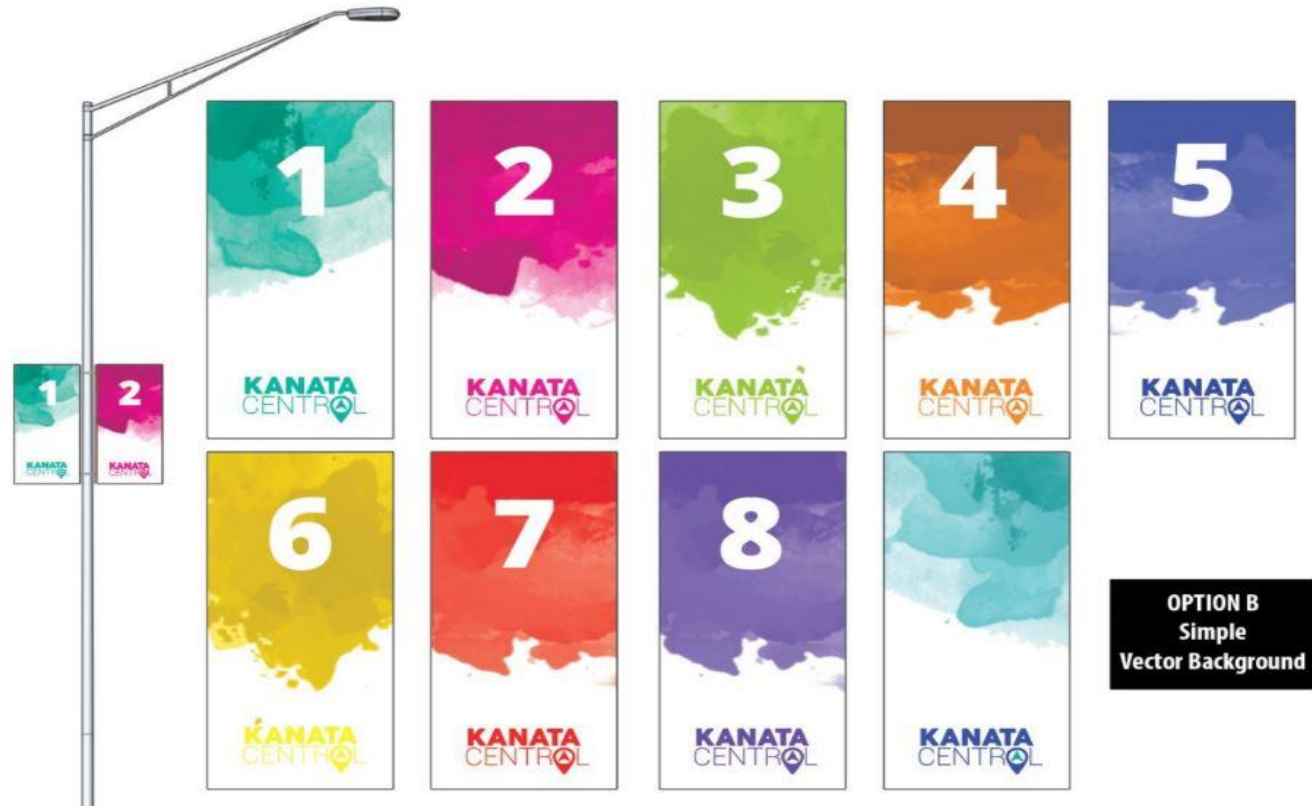 1
KANATA
CENTRAL
2
KANATA
CENTRAL
1
KANATA
CENTRAL
2
KANATA
CENTRAL
3
KANATA
CENTRAL
4
KANATA
CENTRAL
5
KANATA
CENTRAL
6
KANATA
CENTRAL
7
KANATA
CENTRAL
8
KANATA
CENTRAL
KANATA
CENTRAL
OPTION B
Simple
Vector Background